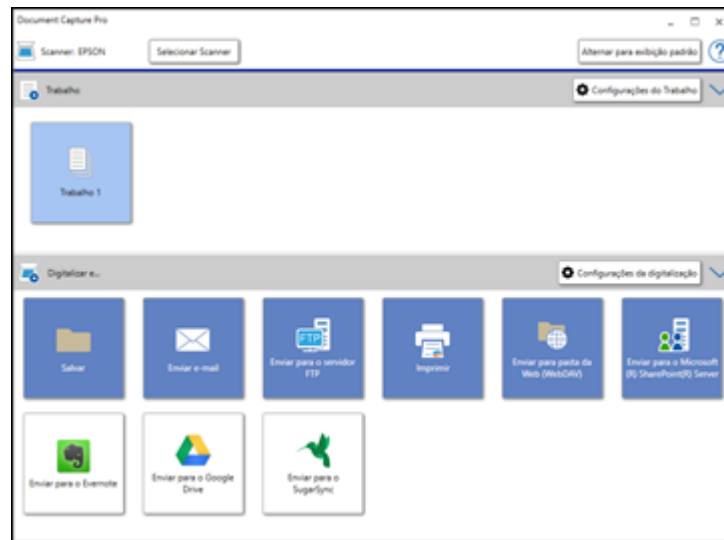 Document Capture Pro
Scanner: EPSON
Selecionar Scanner
Alternar para exibição padrão
?
Trabalho
Configurações do Trabalho
Trabalho 1
Digitalizar e...
Configurações de digitalização
Salvar
Enviar e-mail
FTP
Enviar para o servidor
FTP
Imprimir
Enviar para pasta da
Web (WebDAV)
Enviar para o Microsoft
(R) SharePoint(R) Server
Enviar para o Evernote
Enviar para o Google
Drive
Enviar para o
SugarSync